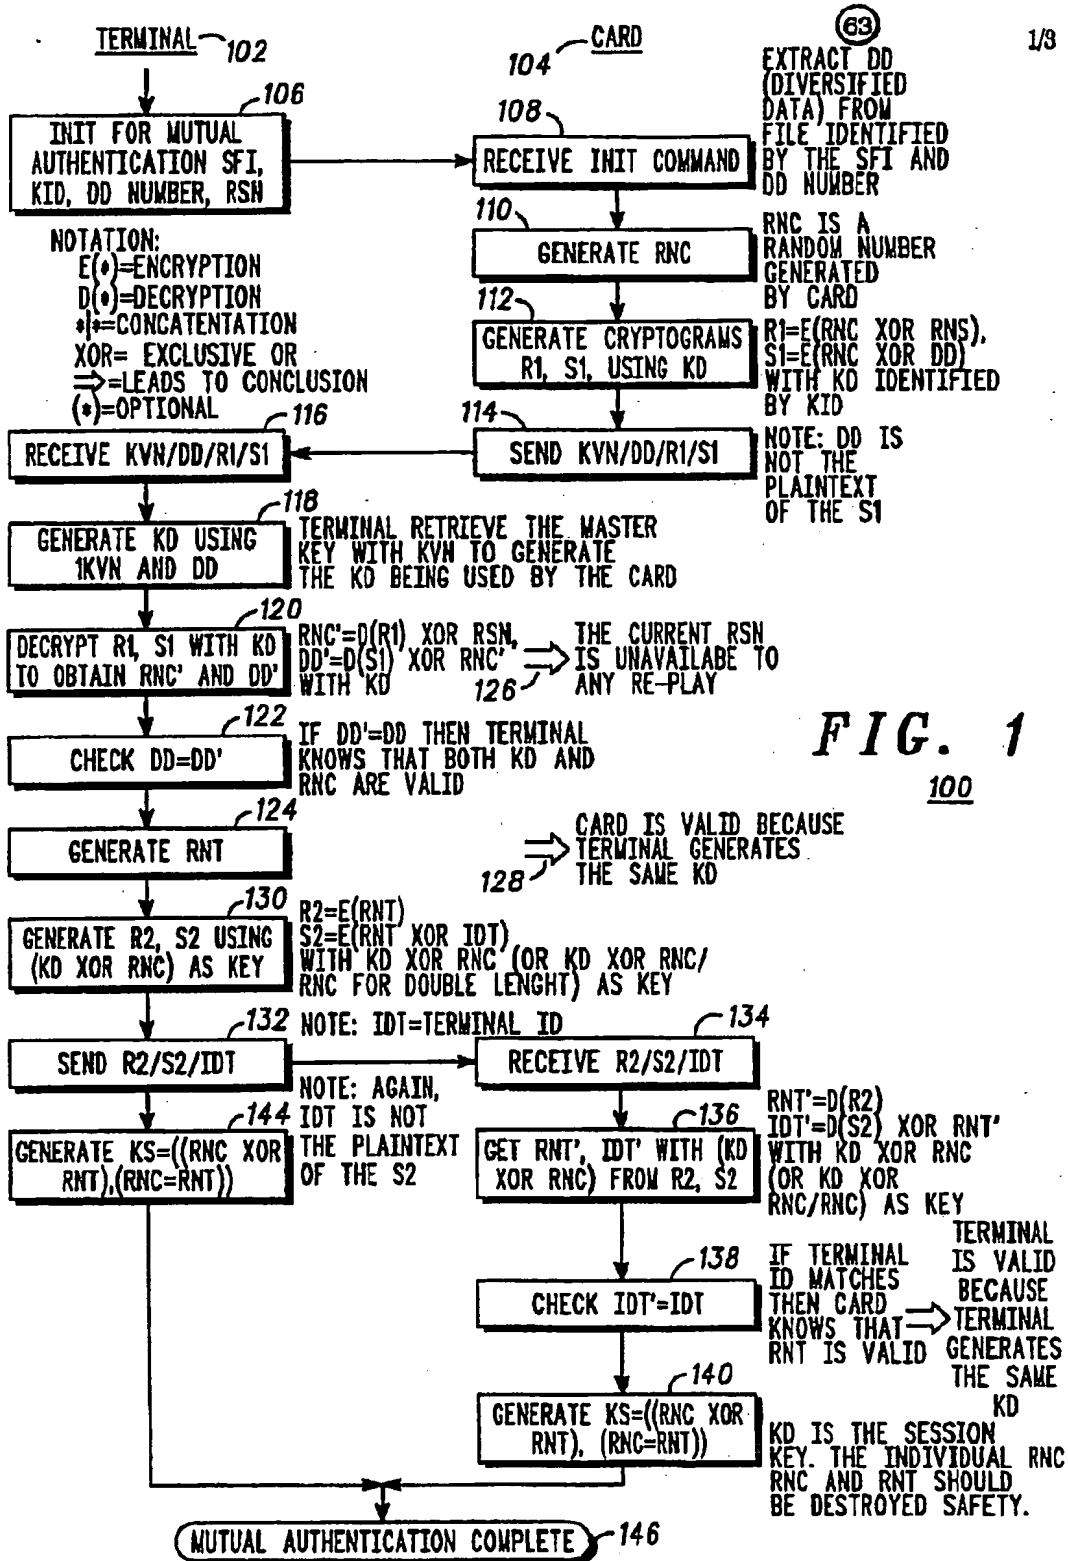 TERMINAL 102
104 CARD
63
1/3
106
INIT FOR MUTUAL
AUTHENTICATION SFI,
KID, DD NUMBER, RSN
108
RECEIVE INIT COMMAND
EXTRACT DD
(DIVERSIFIED
DATA) FROM
FILE IDENTIFIED
BY THE SFI AND
DD NUMBER
NOTATION:
E(*)=ENCRYPTION
D(*)=DECRYPTION
*|*=CONCATENTATION
XOR= EXCLUSIVE OR
⇒=LEADS TO CONCLUSION
(*)=OPTIONAL
110
GENERATE RNC
RNC IS A
RANDOM NUMBER
GENERATED
BY CARD
112
GENERATE CRYPTOGRAMS
R1, S1, USING KD
R1=E(RNC XOR RNS),
S1=E(RNC XOR DD)
WITH KD IDENTIFIED
BY KID
114
SEND KVN/DD/R1/S1
NOTE: DD IS
NOT THE
PLAINTEXT
OF THE S1
116
RECEIVE KVN/DD/R1/S1
118
GENERATE KD USING
1KVN AND DD
TERMINAL RETRIEVE THE MASTER
KEY WITH KVN TO GENERATE
THE KD BEING USED BY THE CARD
120
DECRYPT R1, S1 WITH KD
TO OBTAIN RNC' AND DD'
RNC'=D(R1) XOR RSN,
DD'=D(S1) XOR RNC'
WITH KD
126
THE CURRENT RSN
IS UNAVAILABE TO
ANY RE-PLAY
122
CHECK DD=DD'
IF DD'=DD THEN TERMINAL
KNOWS THAT BOTH KD AND
RNC ARE VALID
FIG. 1
100
124
GENERATE RNT
128
CARD IS VALID BECAUSE
TERMINAL GENERATES
THE SAME KD
130
GENERATE R2, S2 USING
(KD XOR RNC) AS KEY
R2=E(RNT)
S2=E(RNT XOR IDT)
WITH KD XOR RNC (OR KD XOR RNC/
RNC FOR DOUBLE LENGHT) AS KEY
132
SEND R2/S2/IDT
NOTE: IDT=TERMINAL ID
134
RECEIVE R2/S2/IDT
NOTE: AGAIN,
IDT IS NOT
THE PLAINTEXT
OF THE S2
144
GENERATE KS=((RNC XOR
RNT),(RNC=RNT))
136
GET RNT', IDT' WITH (KD
XOR RNC) FROM R2, S2
RNT'=D(R2)
IDT'=D(S2) XOR RNT'
WITH KD XOR RNC
(OR KD XOR
RNC/RNC) AS KEY
138
CHECK IDT'=IDT
IF TERMINAL
ID MATCHES
THEN CARD
KNOWS THAT
RNT IS VALID
TERMINAL
IS VALID
BECAUSE
TERMINAL
GENERATES
THE SAME
KD
140
GENERATE KS=((RNC XOR
RNT), (RNC=RNT))
KD IS THE SESSION
KEY. THE INDIVIDUAL RNC
RNC AND RNT SHOULD
BE DESTROYED SAFETY.
MUTUAL AUTHENTICATION COMPLETE 146